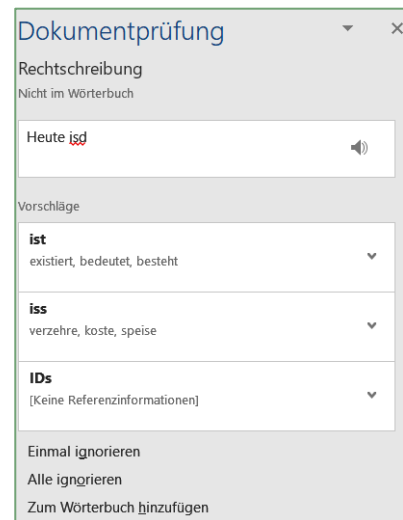 Dokumentprüfung
Rechtschreibung
Nicht im Wörterbuch
Heute isd
Vorschläge
ist
existiert, bedeutet, besteht
iss
verzehre, koste, speise
IDs
[Keine Referenzinformationen]
Einmal ignorieren
Alle ignorieren
Zum Wörterbuch hinzufügen